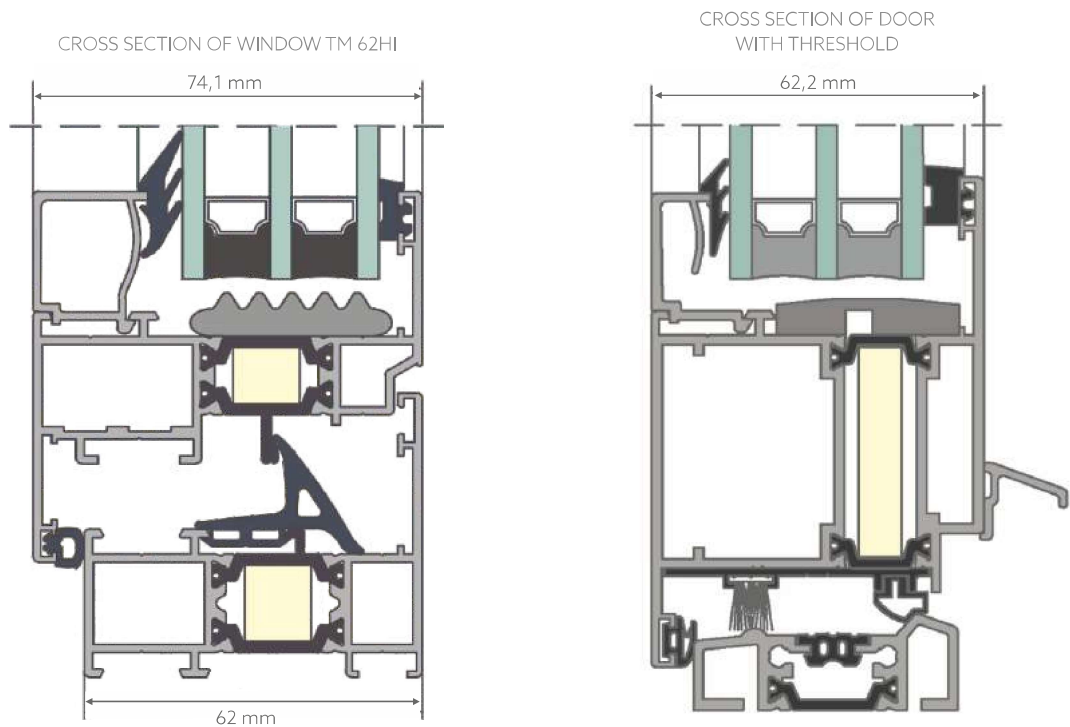 CROSS SECTION OF WINDOW TM 62HI
74,1 mm
62 mm
CROSS SECTION OF DOOR
WITH THRESHOLD
62,2 mm